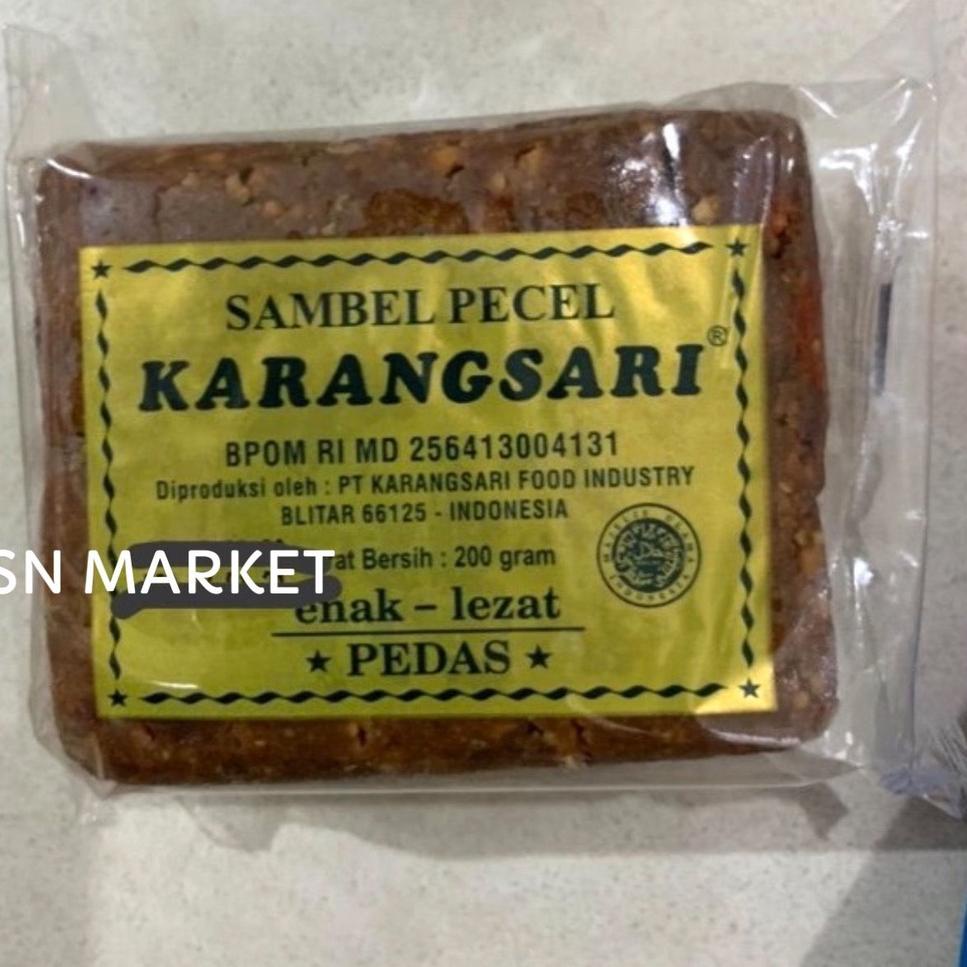 SAMBEL PECEL
KARANGSARI ®
BPOM RI MD 256413004131
Diproduksi oleh : PT KARANGSARI FOOD INDUSTRY
BLITAR 66125 - INDONESIA
Bersih : 200 gram
SN MARKET
enak – lezat
★ PEDAS ★